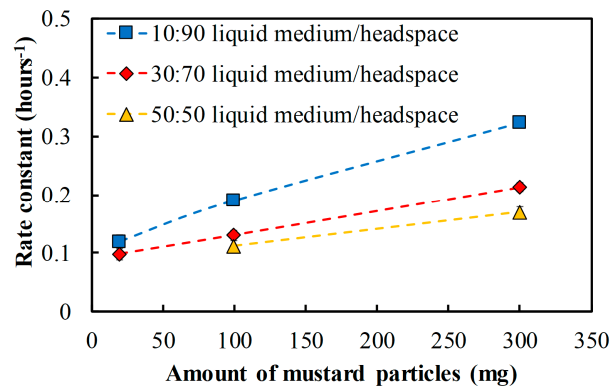 0.5
0.4
0.3
0.2
0.1
0
Rate constant (hours-1)
10:90 liquid medium/headspace
30:70 liquid medium/headspace
50:50 liquid medium/headspace
0 50 100 150 200 250 300 350
Amount of mustard particles (mg)